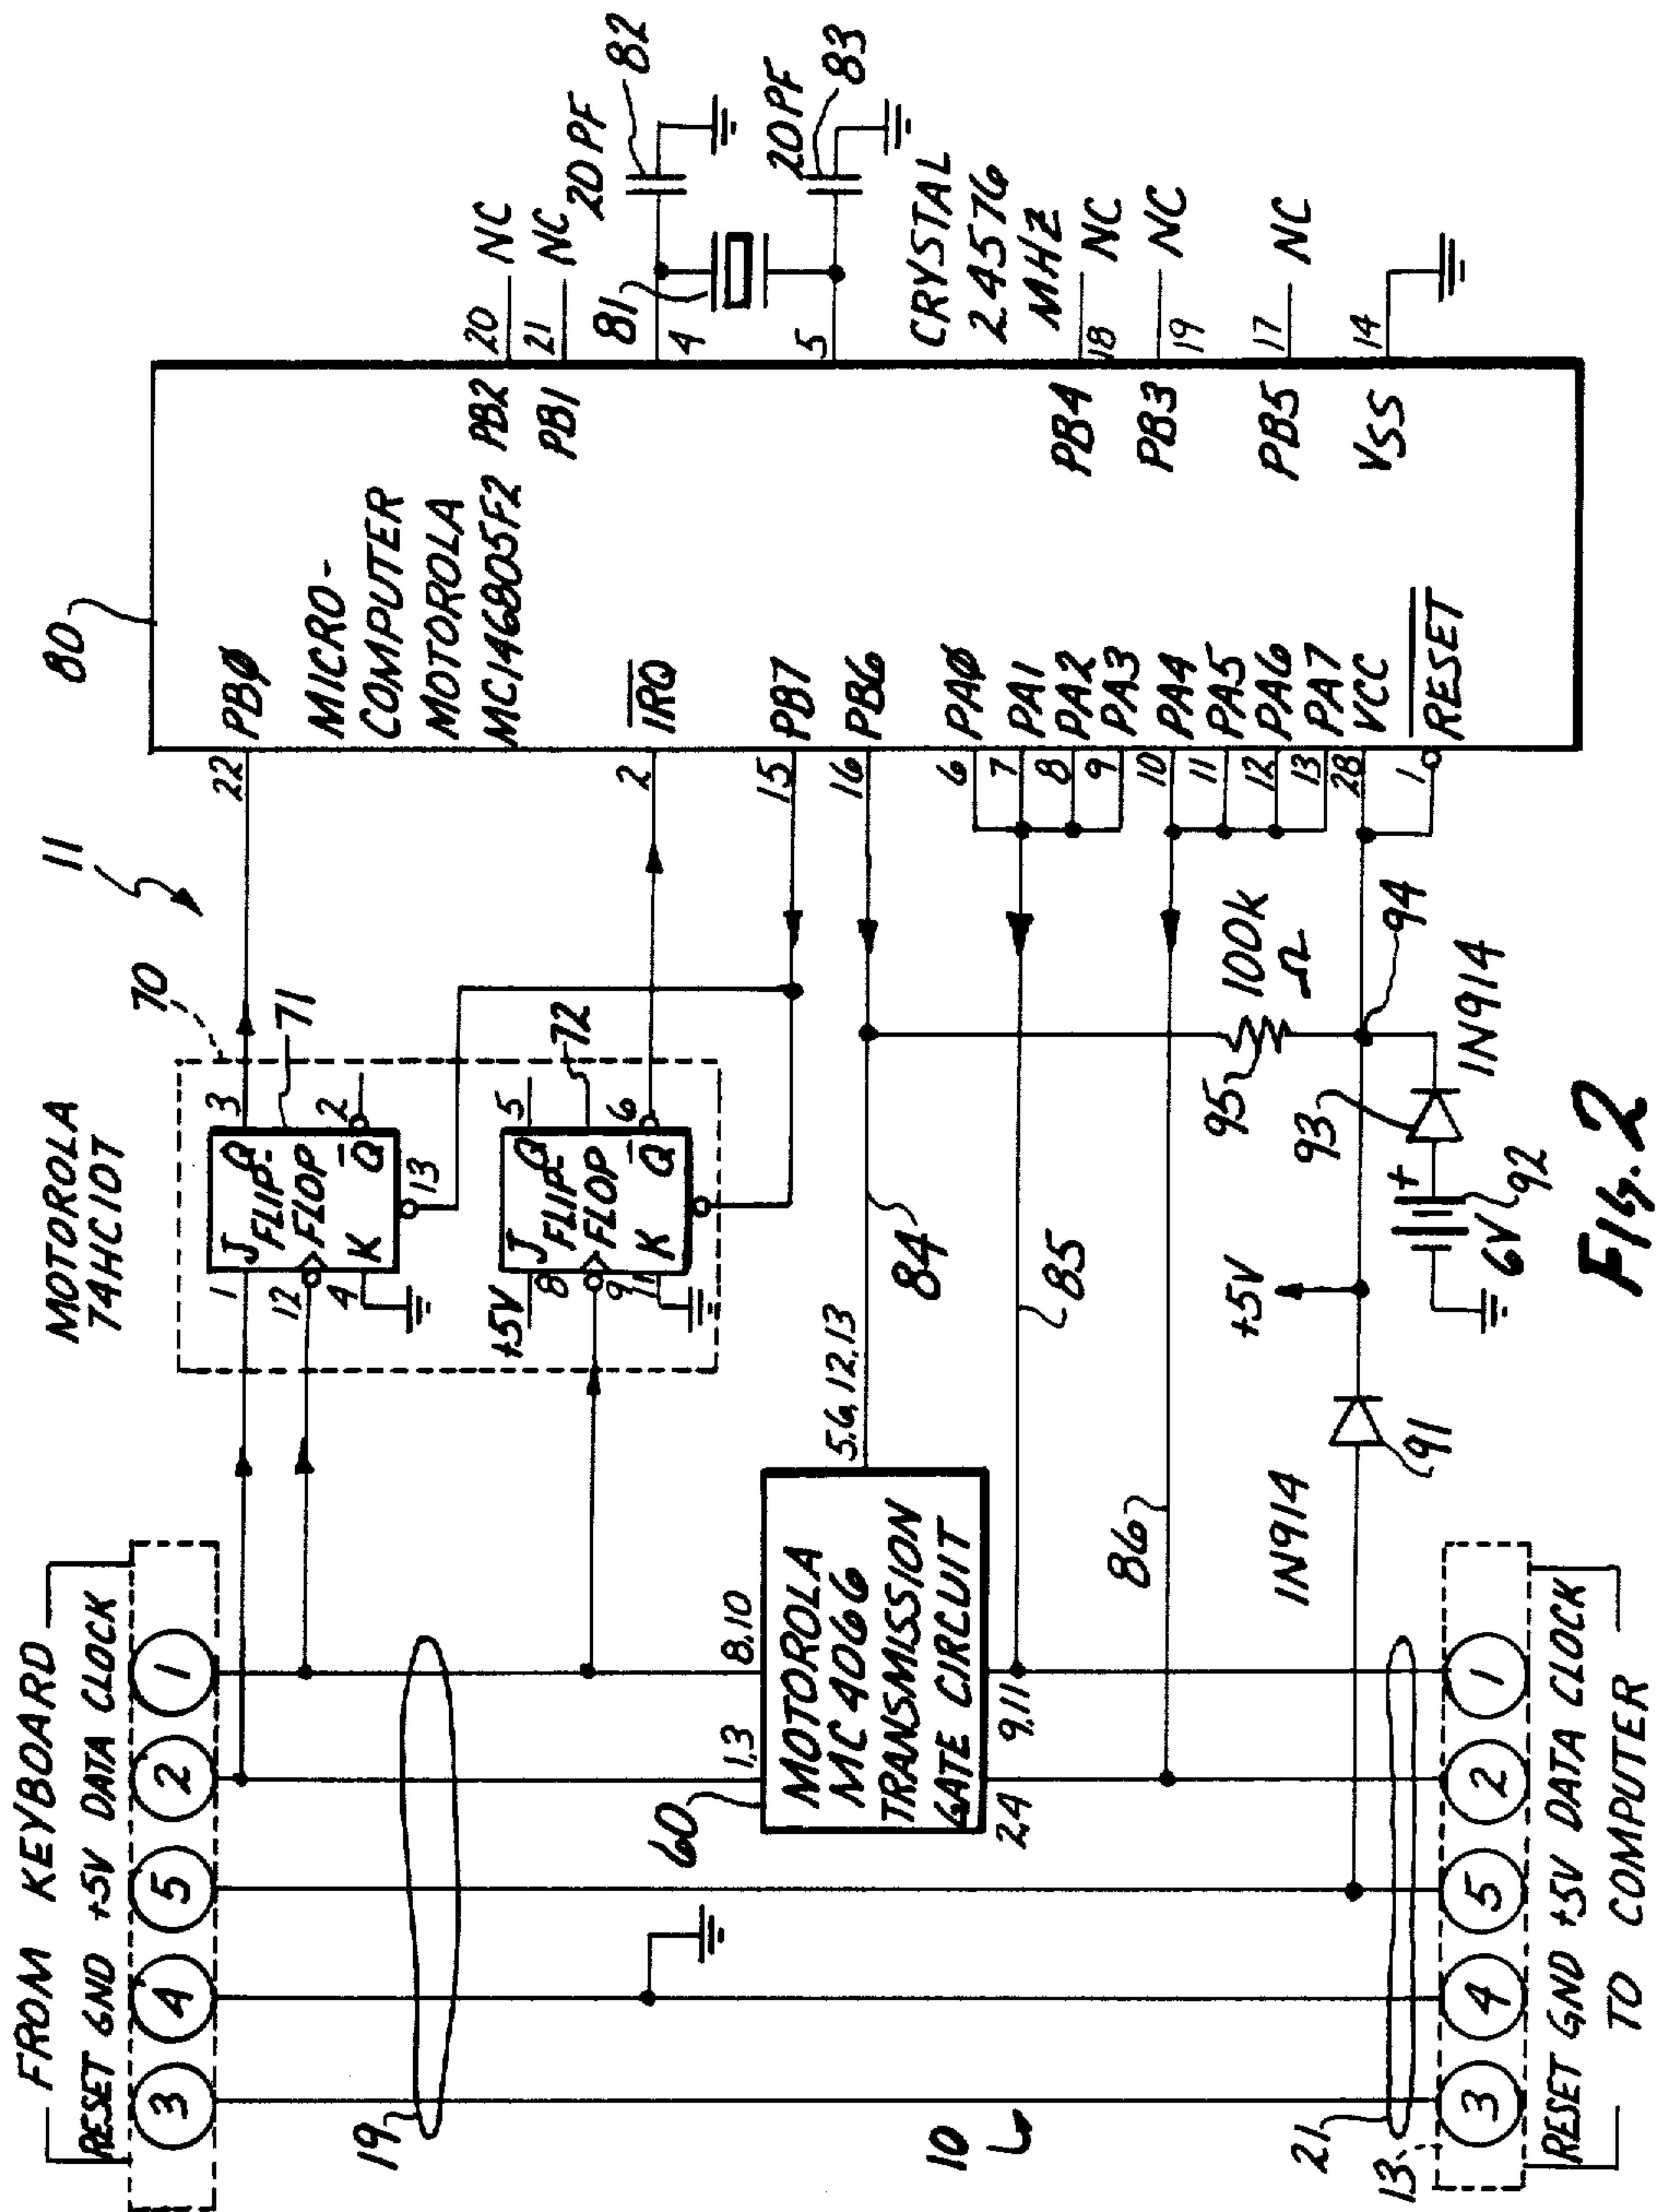 FROM KEYBOARD
RESET GND +5V DATA CLOCK
3 4 5 2 1
19
MOTOROLA
74HC107
70
11
1
J
Q
3
12
FLIP-
FLOP
71
4
K
Q
2
13
+5V
8
J
Q
5
9
FLIP-
FLOP
72
11
K
Q
6
80
22
PBØ
MICRO-
COMPUTER
MOTOROLA
MC146805F2
2
IRQ
15
PB7
16
PB6
6
PAØ
7
PA1
8
PA2
9
PA3
10
PA4
11
PA5
12
PA6
13
PA7
28
VCC
1
RESET
PB2
20
NC
PB1
21
NC
81
4
20PF
82
5
20PF
83
CRYSTAL
2.4576
MHZ
PB4
18
NC
PB3
19
NC
PB5
17
NC
VSS
14
60
1,3
8,10
MOTOROLA
MC4066
TRANSMISSION
GATE CIRCUIT
5,6,12,13
2,4
9,11
84
85
86
95
100K
Ω
94
1N914
91
+5V
6V
92
+
93
1N914
10
21
13
3 4 5 2 1
RESET GND +5V DATA CLOCK
TO COMPUTER
FIG. 2